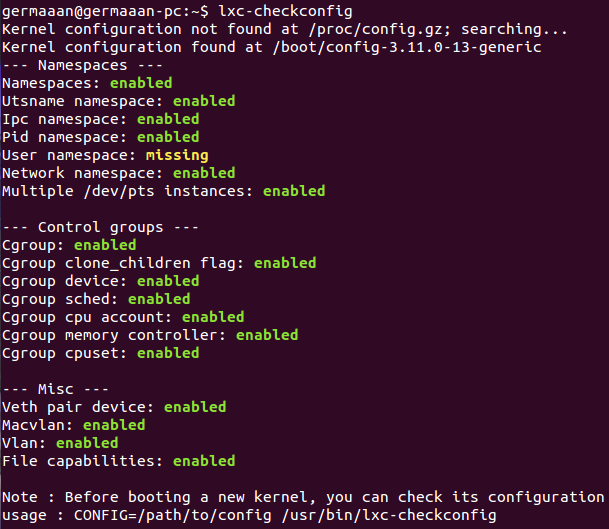 germaaan@germaaan-pc:~$ lxc-checkconfig
Kernel configuration not found at /proc/config.gz; searching...
Kernel configuration found at /boot/config-3.11.0-13-generic
--- Namespaces ---
Namespaces: enabled
Utsname namespace: enabled
Ipc namespace: enabled
Pid namespace: enabled
User namespace: missing
Network namespace: enabled
Multiple /dev/pts instances: enabled

--- Control groups ---
Cgroup: enabled
Cgroup clone_children flag: enabled
Cgroup device: enabled
Cgroup sched: enabled
Cgroup cpu account: enabled
Cgroup memory controller: enabled
Cgroup cpuset: enabled

--- Misc ---
Veth pair device: enabled
Macvlan: enabled
Vlan: enabled
File capabilities: enabled

Note : Before booting a new kernel, you can check its configuration
usage : CONFIG=/path/to/config /usr/bin/lxc-checkconfig